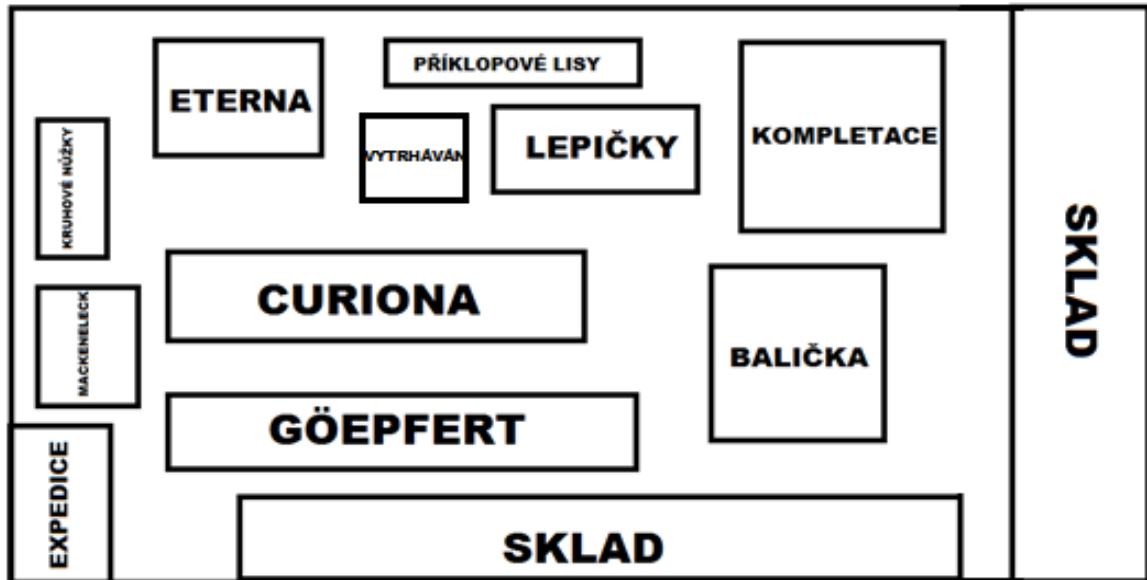 PŘÍKLOPOVÉ LISY
ETERNA
KOMPLETACE
LEPIČKY
VYTRHÁVÁN
KRUHOVÉ NŮŽKY
SKLAD
CURIONA
MACKENELECK
BALIČKA
GÖEPFERT
EXPEDICE
SKLAD